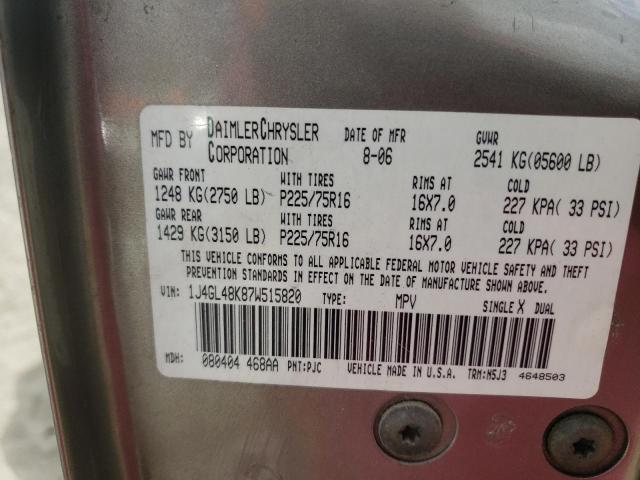 MFD BY DAIMLERCHRYSLER CORPORATION DATE OF MFR 8-06 GVWR 2541 KG(05600 LB)
GAWR FRONT WITH TIRES RIMS AT COLD
1248 KG(2750 LB) P225/75R16 16X7.0 227 KPA( 33 PSI)
GAWR REAR WITH TIRES RIMS AT COLD
1429 KG(3150 LB) P225/75R16 16X7.0 227 KPA( 33 PSI)
THIS VEHICLE CONFORMS TO ALL APPLICABLE FEDERAL MOTOR VEHICLE SAFETY AND THEFT
PREVENTION STANDARDS IN EFFECT ON THE DATE OF MANUFACTURE SHOWN ABOVE.
VIN: 1J4GL48K87W515820 TYPE: MPV SINGLE X DUAL
MDH: 080404 468AA PNT:PJC VEHICLE MADE IN U.S.A. TRM:N5J3 4648503